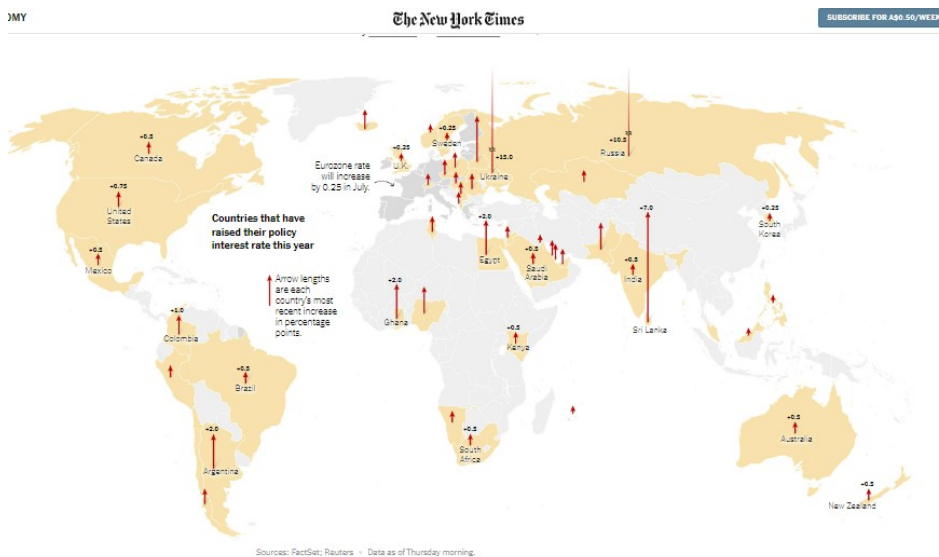 OMY
The New York Times
SUBSCRIBE FOR A$0.50/WEEK
+0.5
Canada
+0.75
United
States
+0.5
Mexico
Countries that have
raised their policy
interest rate this year
Arrow lengths
are each
country's most
recent increase
in percentage
points.
Eurozone rate
will increase
by 0.25 in July.
+0.25
U.K.
+0.25
Sweden
+15.0
Ukraine
+10.5
Russia
+2.0
Egypt
+0.5
Saudi
Arabia
+7.0
Sri Lanka
+0.5
India
+0.25
South
Korea
+2.0
Ghana
+0.5
Kenya
+1.0
Colombia
+0.5
Brazil
+2.0
Argentina
+0.5
South
Africa
+0.5
Australia
+0.5
New Zealand
Sources: FactSet; Reuters • Data as of Thursday morning.